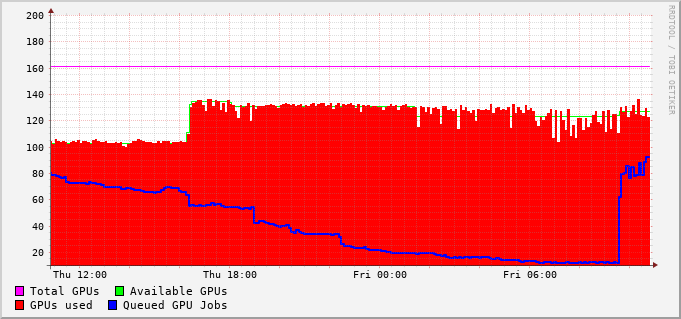 200
180
160
140
120
100
80
60
40
20
Thu 12:00 Thu 18:00 Fri 00:00 Fri 06:00
Total GPUs Available GPUs
GPUs used Queued GPU Jobs
RRDTOOL / TOBI OETIKER